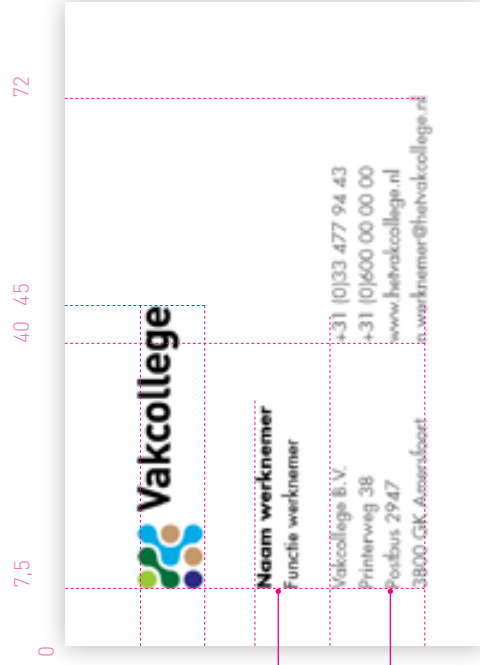 72
40 45
7,5
0
Vakcollege
Naam werknemer
Functie werknemer
Vakcollege B.V.
Printerweg 38
Postbus 2947
3800 GK Amersfoort
+31 (0)33 477 94 43
+31 (0)600 00 00 00
www.hetvakcollege.nl
n.werknemer@hetvakcollege.nl